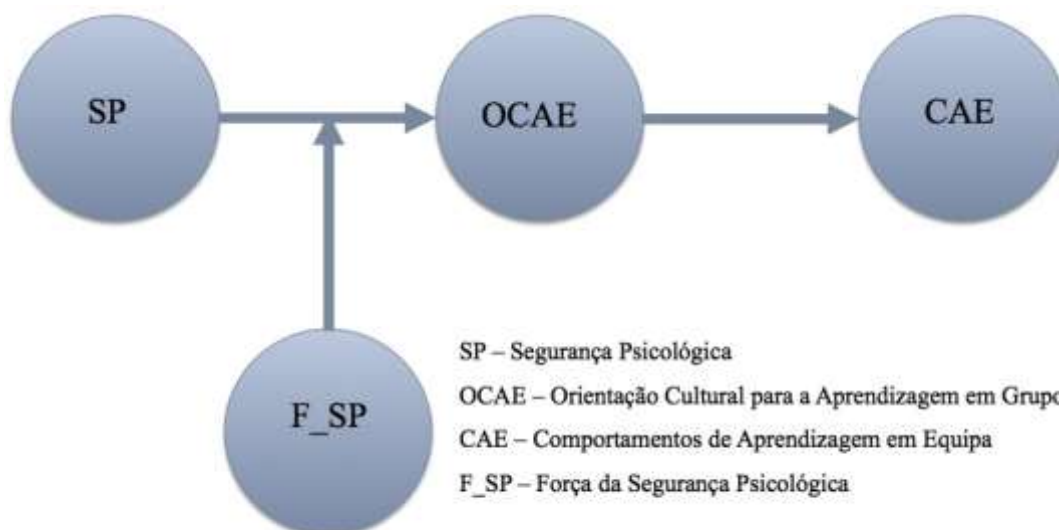 SP
OCAE
CAE
F_SP
SP – Segurança Psicológica
OCAE – Orientação Cultural para a Aprendizagem em Grupo
CAE – Comportamentos de Aprendizagem em Equipa
F_SP – Força da Segurança Psicológica